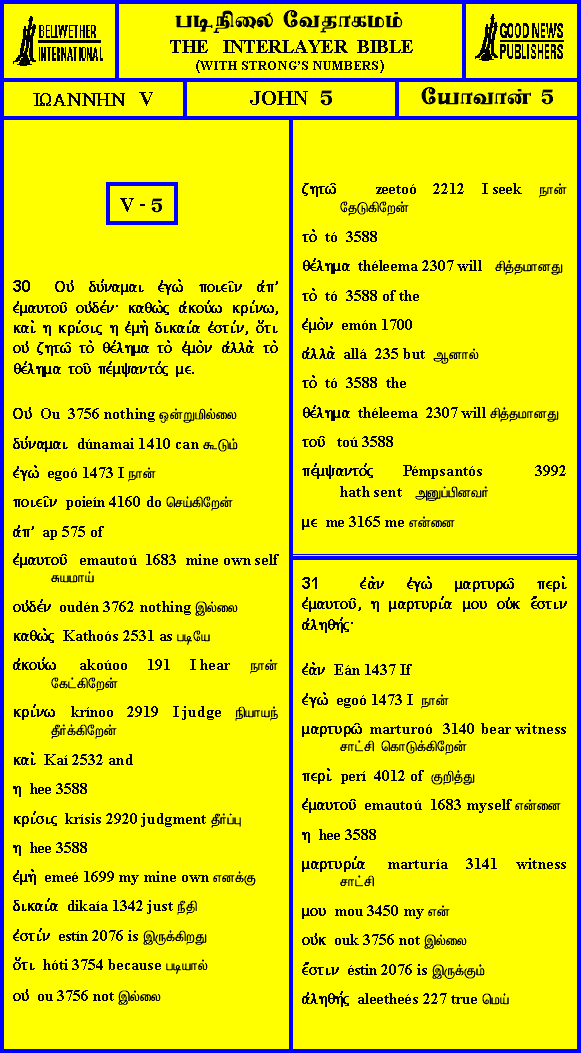 BELLWETHER
INTERNATIONAL
படிநிலை வேதாகமம்
THE INTERLAYER BIBLE
(WITH STRONG'S NUMBERS)
GOOD NEWS
PUBLISHERS
ΙΩΑΝΝΗΝ V
JOHN 5
யோவான் 5
V - 5
30 Οὐ δύναμαι ἐγὼ ποιεῖν ἀπ'
ἐμαυτοῦ οὐδέν· καθὼς ἀκούω κρίνω,
καὶ η κρίσις η ἐμὴ δικαία ἐστίν, ὅτι
οὐ ζητῶ τὸ θέλημα τὸ ἐμὸν ἀλλὰ τὸ
θέλημα τοῦ πέμψαντός με.
Οὐ Ou 3756 nothing ஒன்றுமில்லை
δύναμαι dúnamai 1410 can கூடும்
ἐγὼ egoó 1473 I நான்
ποιεῖν poieín 4160 do செய்கிறேன்
ἀπ' ap 575 of
ἐμαυτοῦ emautoú 1683 mine own self
சுயமாய்
οὐδέν oudén 3762 nothing இல்லை
καθὼς Kathoós 2531 as படியே
ἀκούω akoúoo 191 I hear நான்
கேட்கிறேன்
κρίνω krínoo 2919 I judge நியாயந்
தீர்க்கிறேன்
καὶ Kaí 2532 and
η hee 3588
κρίσις krísis 2920 judgment தீர்ப்பு
η hee 3588
ἐμὴ emeé 1699 my mine own எனக்கு
δικαία dikaía 1342 just நீதி
ἐστίν estín 2076 is இருக்கிறது
ὅτι hóti 3754 because படியால்
οὐ ou 3756 not இல்லை
ζητῶ zeetoó 2212 I seek நான்
தேடுகிறேன்
τὸ tó 3588
θέλημα théleema 2307 will சித்தமானது
τὸ tó 3588 of the
ἐμὸν emón 1700
ἀλλὰ allá 235 but ஆனால்
τὸ tó 3588 the
θέλημα théleema 2307 will சித்தமானது
τοῦ toú 3588
πέμψαντός Pémpsantós 3992
hath sent அனுப்பினவர்
με me 3165 me என்னை
31 ἐὰν ἐγὼ μαρτυρῶ περὶ
ἐμαυτοῦ, η μαρτυρία μου οὐκ ἔστιν
ἀληθής·
ἐὰν Eán 1437 If
ἐγὼ egoó 1473 I நான்
μαρτυρῶ marturoó 3140 bear witness
சாட்சி கொடுக்கிறேன்
περὶ perí 4012 of குறித்து
ἐμαυτοῦ emautoú 1683 myself என்னை
η hee 3588
μαρτυρία marturía 3141 witness
சாட்சி
μου mou 3450 my என்
οὐκ ouk 3756 not இல்லை
ἔστιν éstin 2076 is இருக்கும்
ἀληθής aleetheés 227 true மெய்